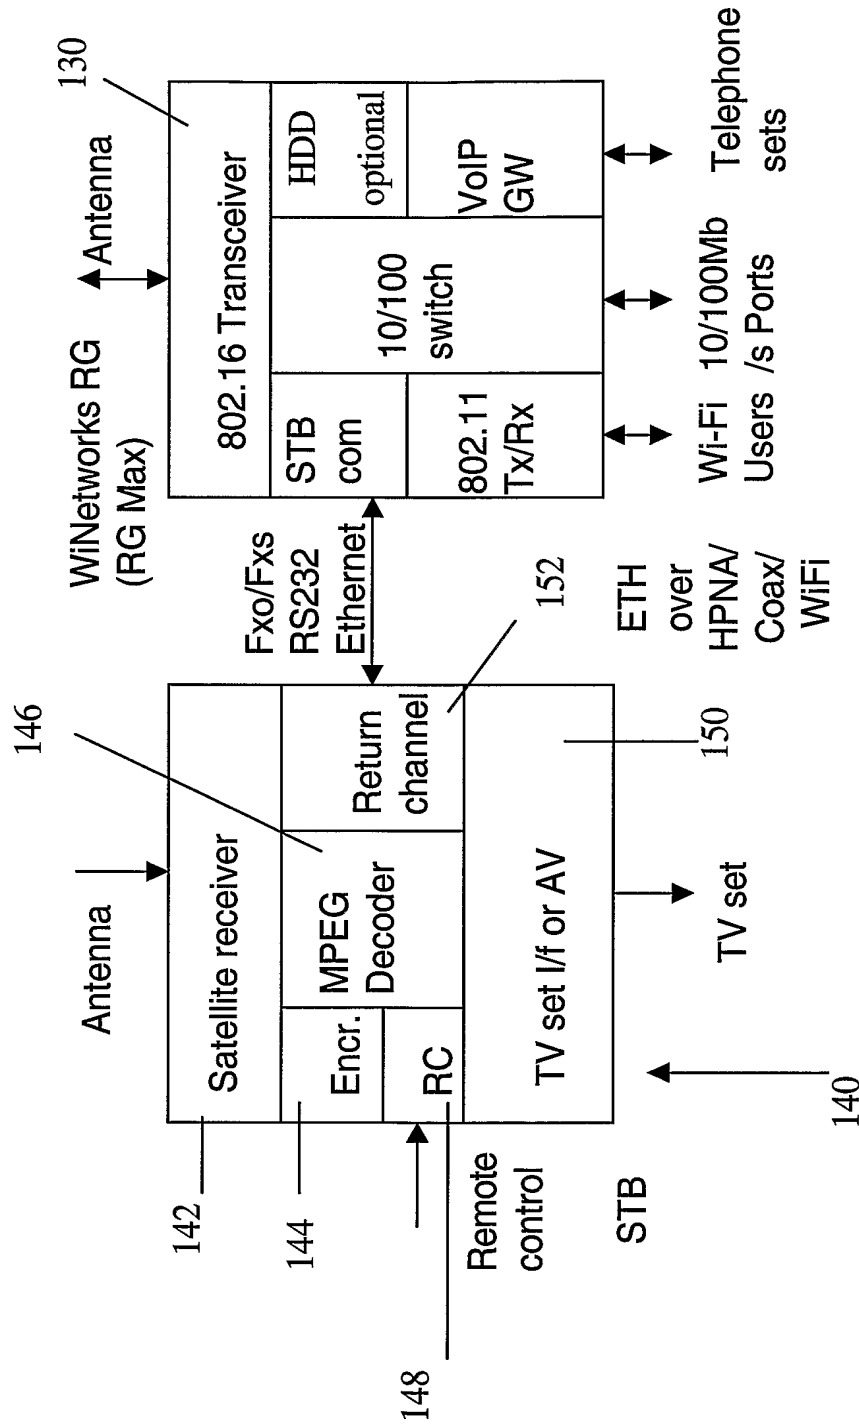 146
Antenna
142
Satellite receiver
144
Encr.
MPEG
Decoder
Return
channel
RC
148
Remote
control
TV set I/f or AV
STB
140
TV set
150
152
Fxo/Fxs
RS232
Ethernet
ETH
over
HPNA/
Coax/
WiFi
WiNetworks RG
(RG Max)
Antenna
130
802.16 Transceiver
STB
com
10/100
switch
HDD
optional
802.11
Tx/Rx
VoIP
GW
Wi-Fi
Users
10/100Mb
/s Ports
Telephone
sets